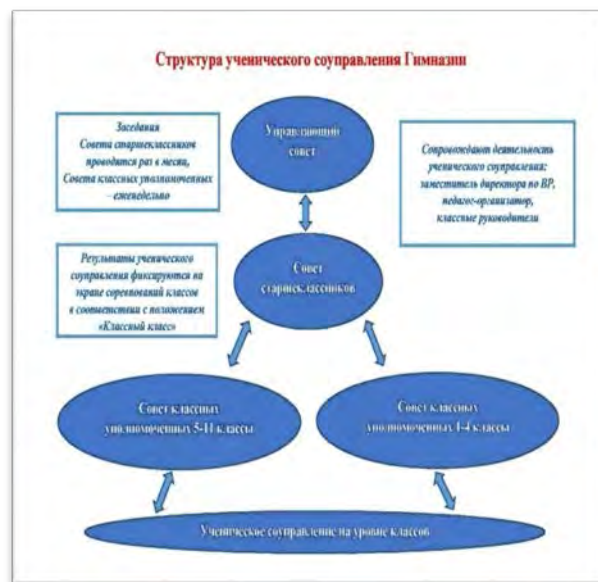 Структура ученического соуправления Гимназии
Заседания
Совета старшеклассников
проводятся раз в месяц,
Совета классных уполномоченных
– еженедельно
Управляющий
совет
Сопровождают деятельность
ученического соуправления:
заместитель директора по ВР,
педагог-организатор,
классные руководители
Результаты ученического
соуправления фиксируются на
экране соревнований классов
в соответствии с положением
«Классный класс»
Совет
старшеклассников
Совет классных
уполномоченных 5-11 классы
Совет классных
уполномоченных 1-4 классы
Ученическое соуправление на уровне классов